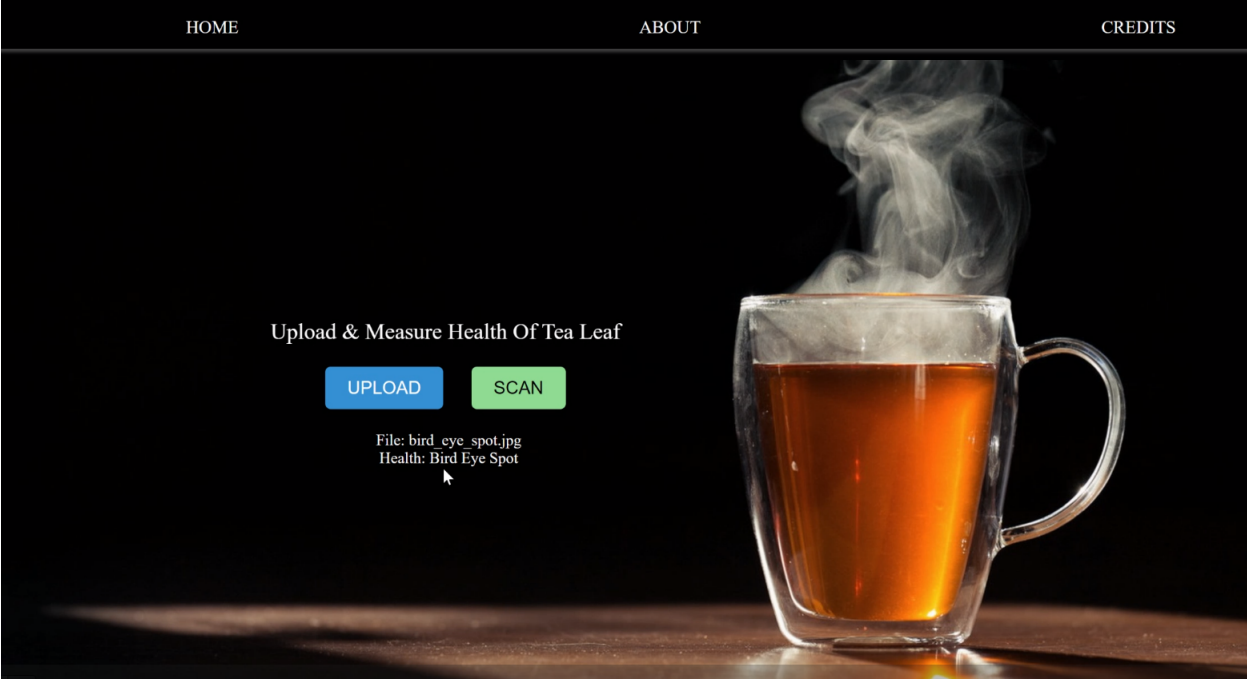 HOME ABOUT CREDITS
Upload & Measure Health Of Tea Leaf
UPLOAD SCAN
File: bird_eye_spot.jpg
Health: Bird Eye Spot